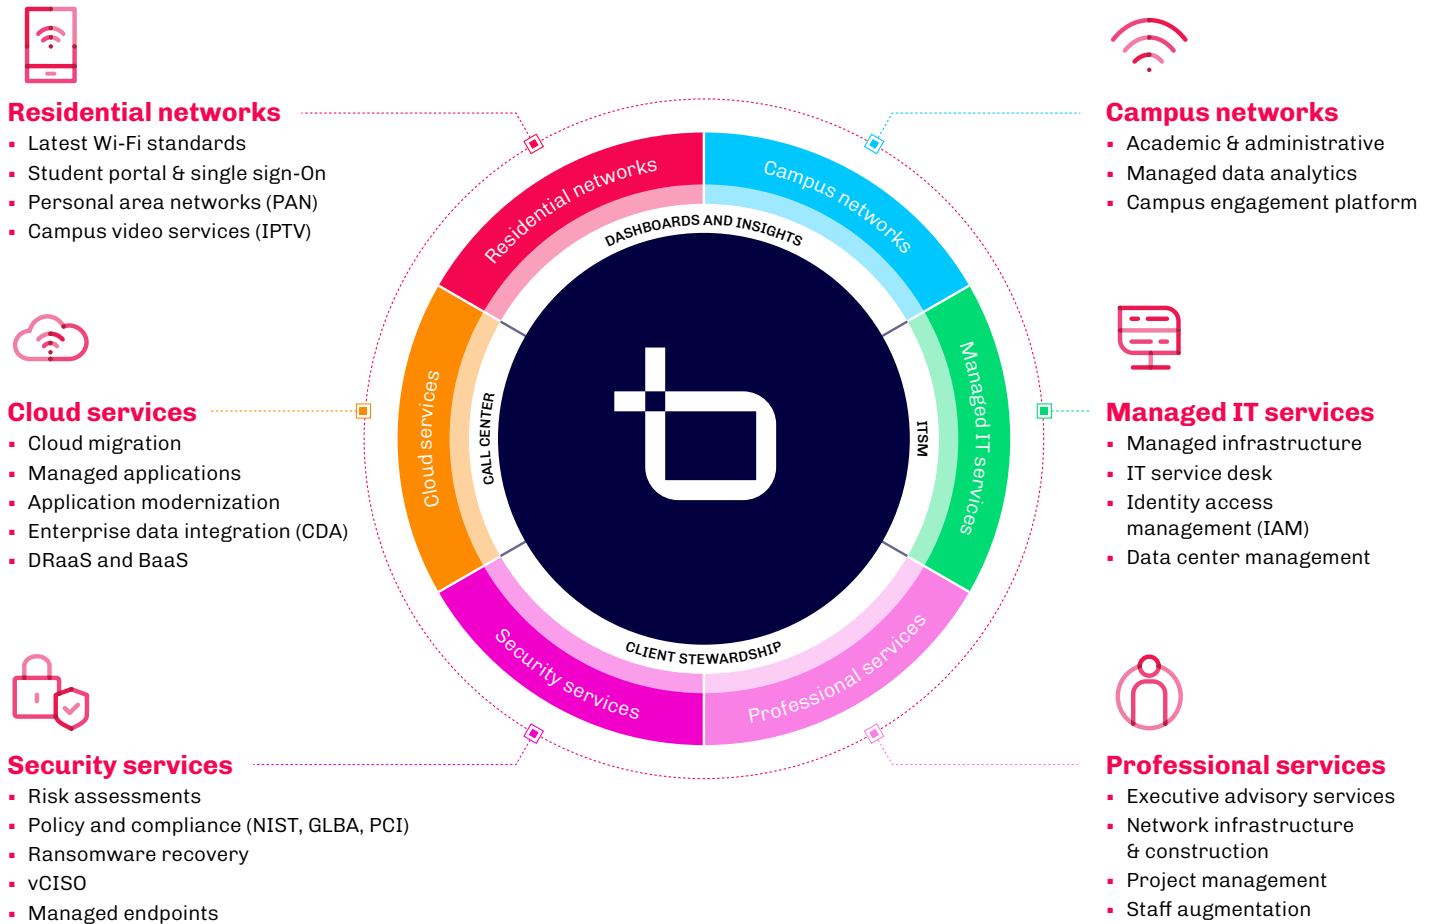 Residential networks
Latest Wi-Fi standards
Student portal & single sign-On
Personal area networks (PAN)
Campus video services (IPTV)
Cloud services
Cloud migration
Managed applications
Application modernization
Enterprise data integration (CDA)
DRaaS and BaaS
Security services
Risk assessments
Policy and compliance (NIST, GLBA, PCI)
Ransomware recovery
vCISO
Managed endpoints
Residential networks
Campus networks
Managed IT services
Professional services
Security services
Cloud services
DASHBOARDS AND INSIGHTS
ITSM
CLIENT STEWARDSHIP
CALL CENTER
Campus networks
Academic & administrative
Managed data analytics
Campus engagement platform
Managed IT services
Managed infrastructure
IT service desk
Identity access
management (IAM)
Data center management
Professional services
Executive advisory services
Network infrastructure
& construction
Project management
Staff augmentation